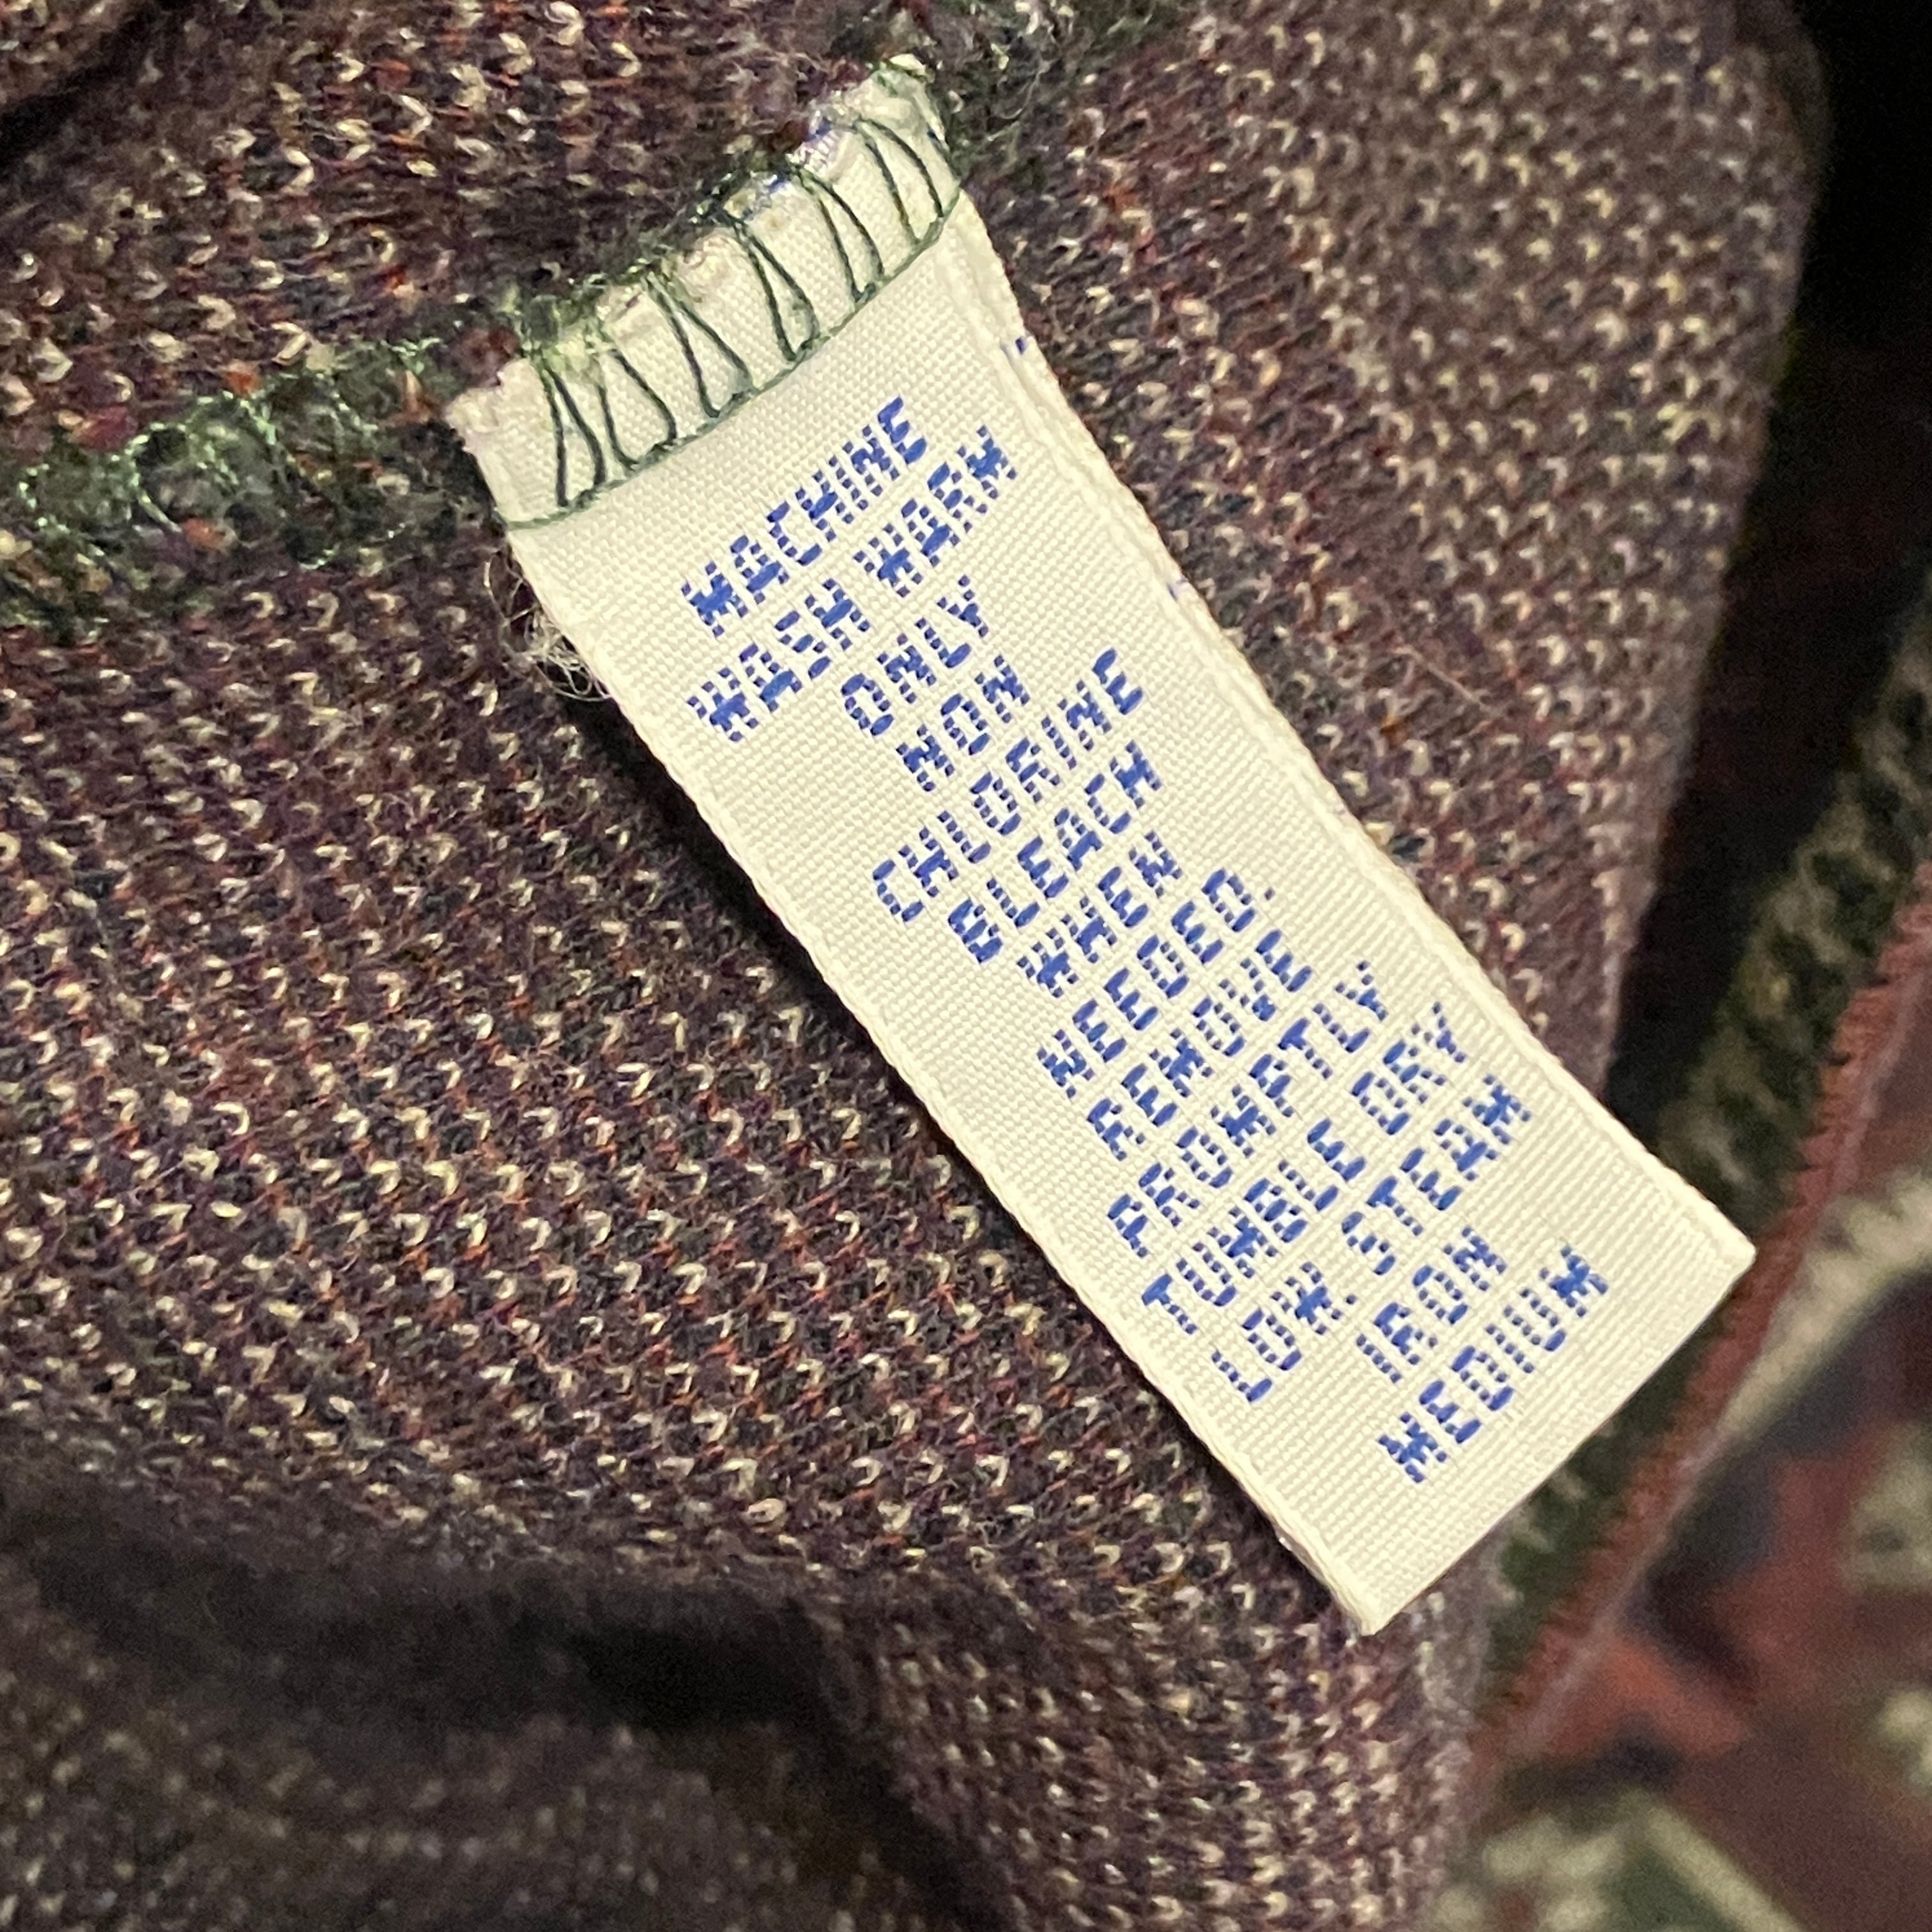 MACHINE
WASH WARM
ONLY
NON
CHLORINE
BLEACH
WHEN
NEEDED.
REMOVE
PROMPTLY
TUMBLE DRY
LOW. STEAM
IRON
MEDIUM